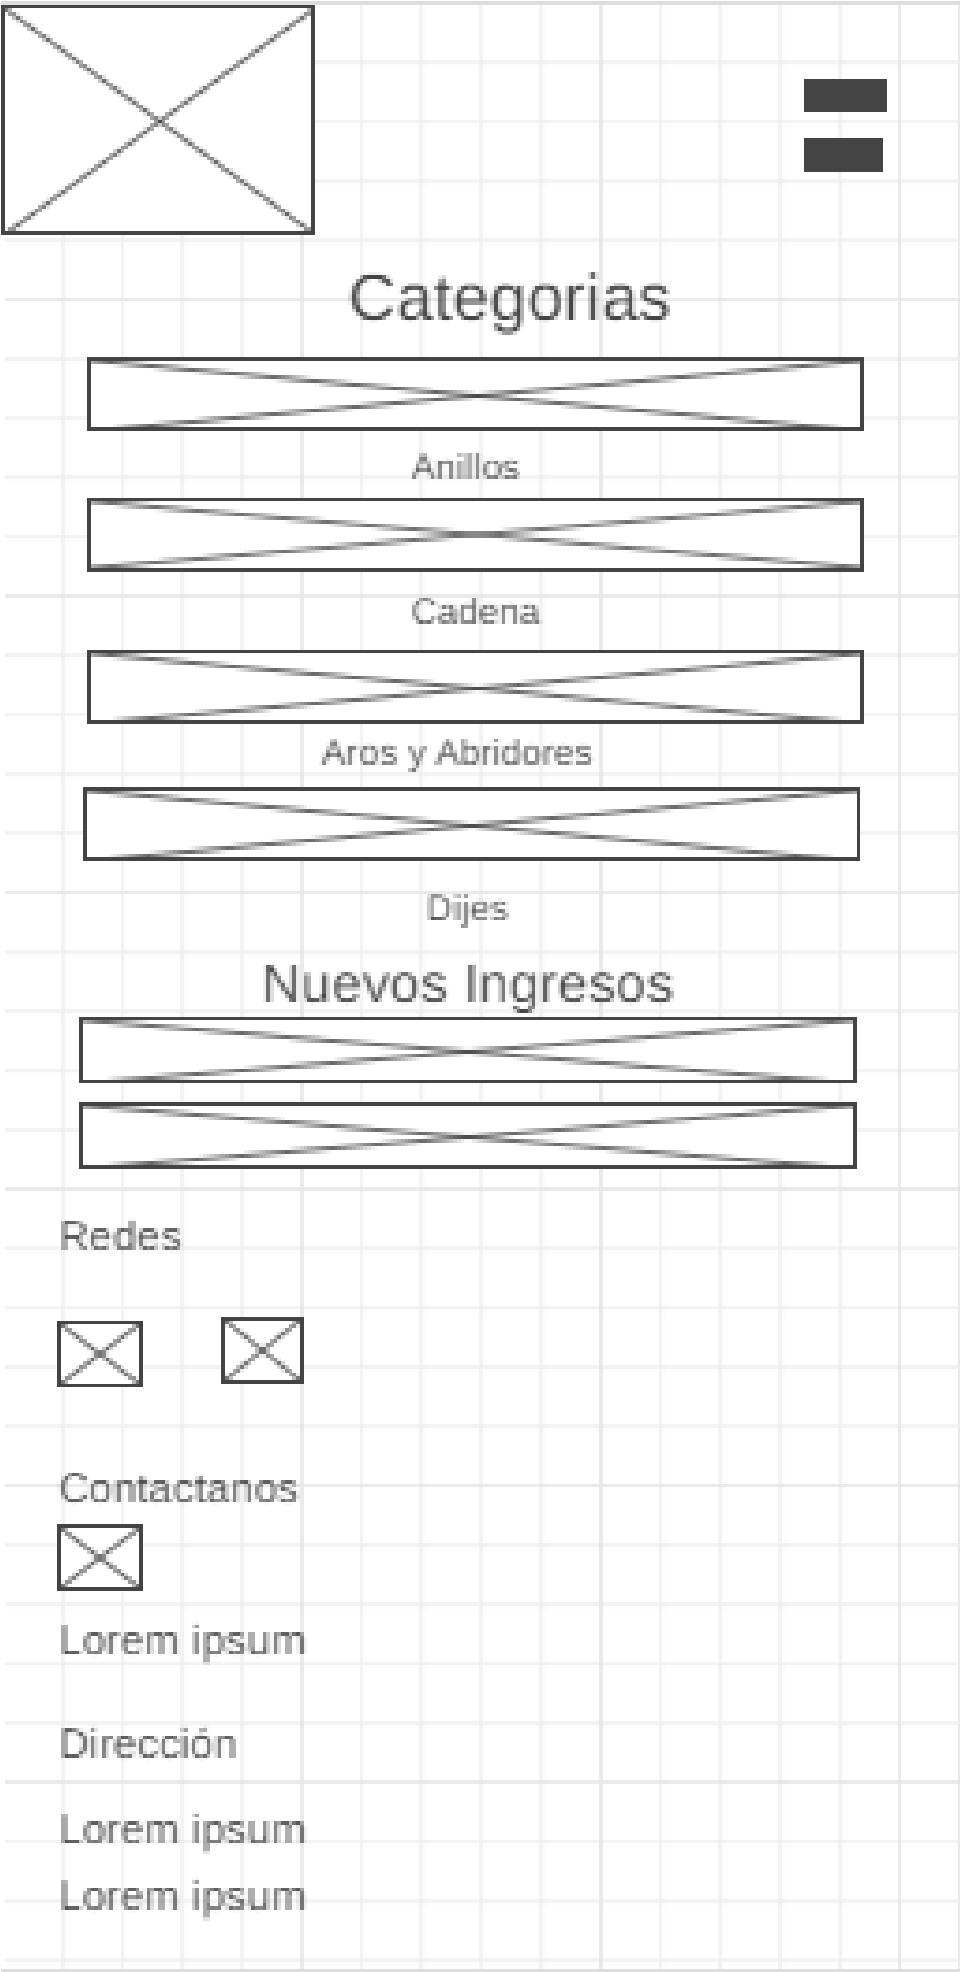 Categorias
Anillos
Cadena
Aros y Abridores
Dijes
Nuevos Ingresos
Redes
Contactanos
Lorem ipsum
Dirección
Lorem ipsum
Lorem ipsum